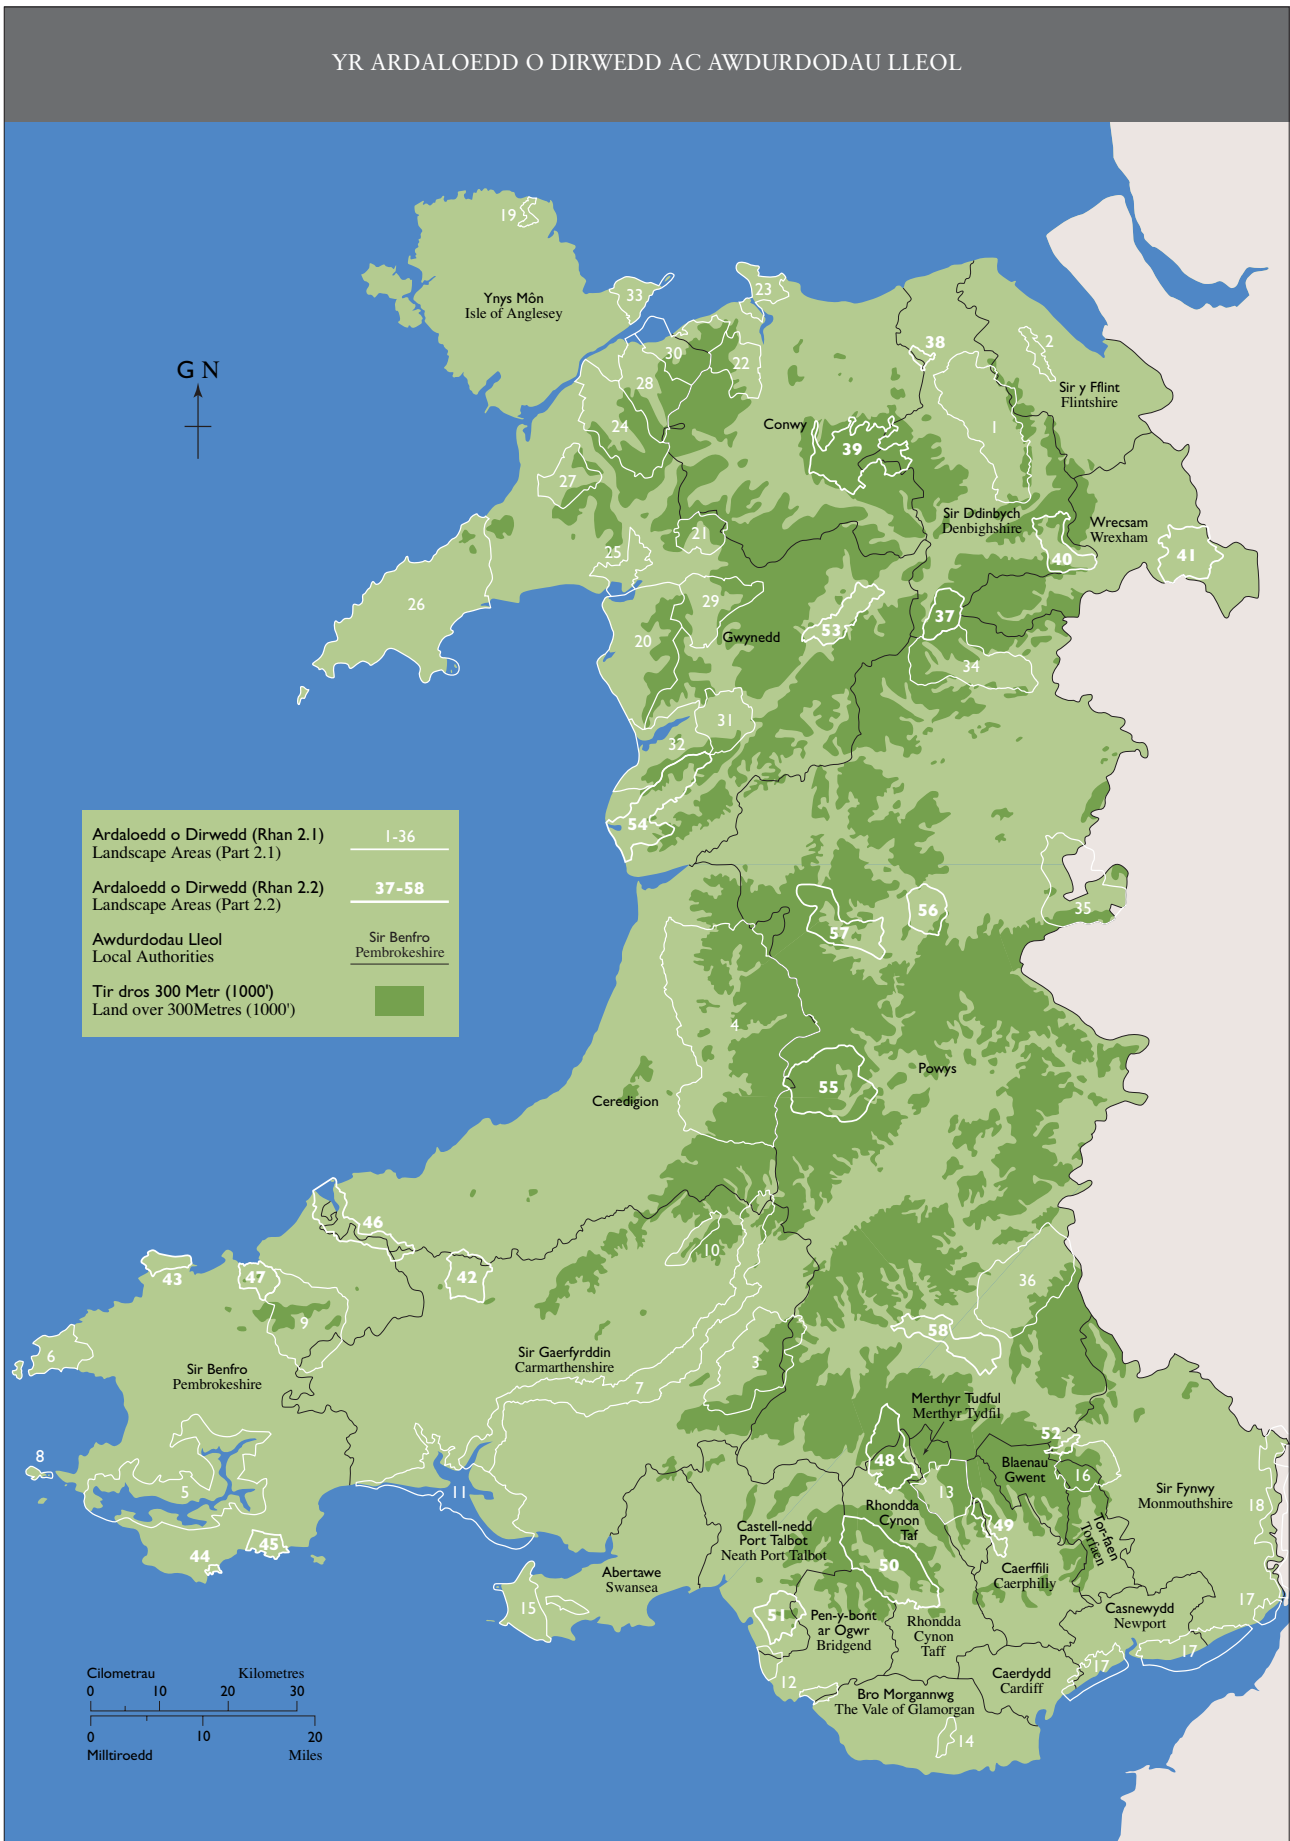 YR ARDALOEDD O DIRWEDD AC AWDURDODAU LLEOL
19
Ynys Môn
Isle of Anglesey
33
23
G N
30
22
28
24
27
38
2
Sir y Fflint
Flintshire
1
Conwy
39
Sir Ddinbych
Denbighshire
Wrecsam
Wrexham
40
41
21
25
26
29
20
Gwynedd
53
37
34
31
32
54
Ardaloedd o Dirwedd (Rhan 2.1)
Landscape Areas (Part 2.1)
1-36
Ardaloedd o Dirwedd (Rhan 2.2)
Landscape Areas (Part 2.2)
37-58
Awdurdodau Lleol
Local Authorities
Sir Benfro
Pembrokeshire
Tir dros 300 Metr (1000')
Land over 300Metres (1000')
35
56
57
4
55
Powys
Ceredigion
46
10
42
43
47
9
36
58
6
Sir Benfro
Pembrokeshire
Sir Gaerfyrddin
Carmarthenshire
3
7
Merthyr Tudful
Merthyr Tydfil
8
5
11
48
52
Blaenau
Gwent
16
13
Sir Fynwy
Monmouthshire
18
Rhondda
Cynon
Taf
49
Tor-faen
Torfaen
Castell-nedd
Port Talbot
Neath Port Talbot
44
45
50
Caerffili
Caerphilly
Abertawe
Swansea
15
51
Pen-y-bont
ar Ogwr
Bridgend
Rhondda
Cynon
Taff
Casnewydd
Newport
17
17
17
Caerdydd
Cardiff
12
Bro Morgannwg
The Vale of Glamorgan
14
Cilometrau
Kilometres
0 10 20 30
0 10 20
Milltiroedd
Miles